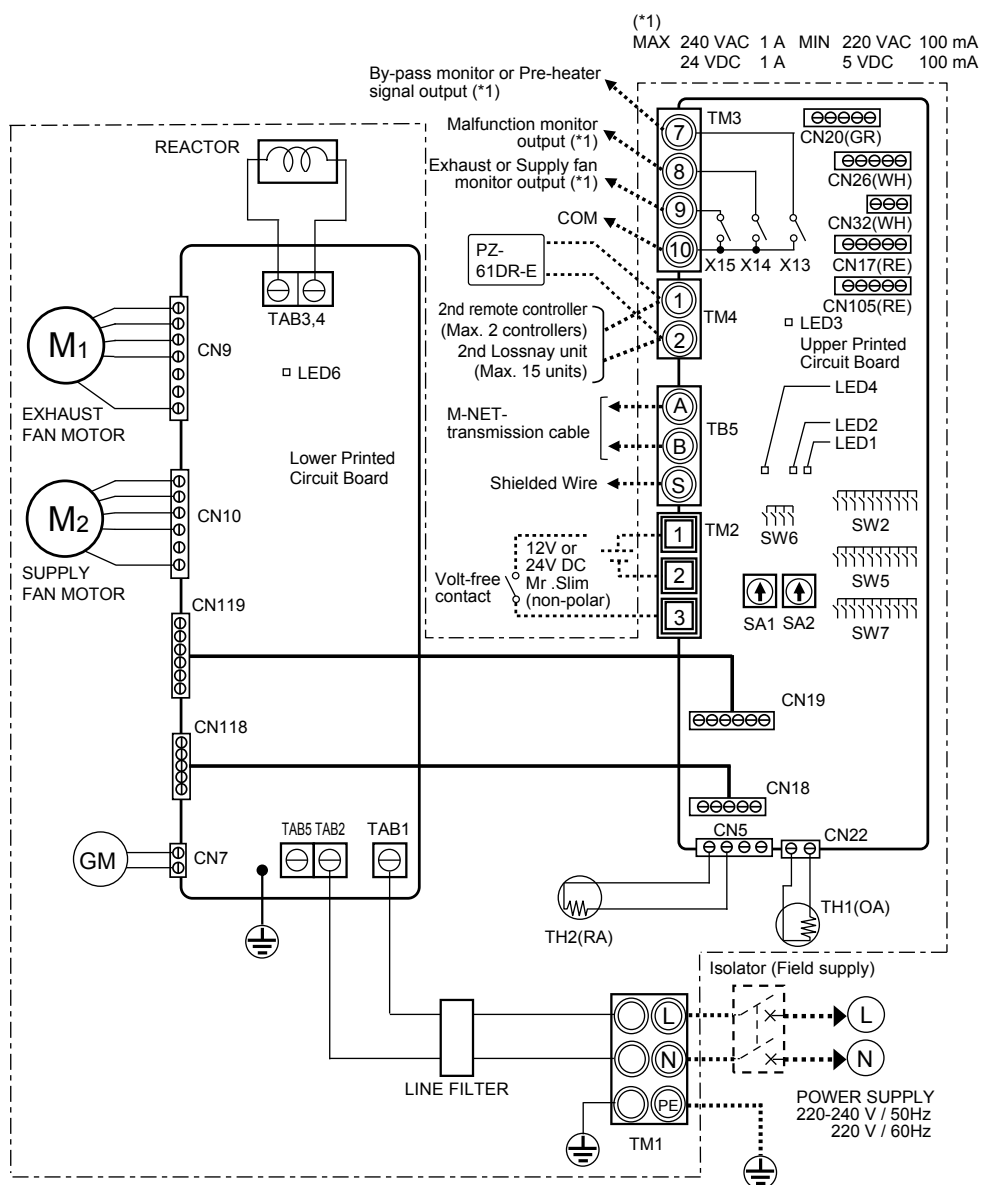 (*1)
MAX 240 VAC 1 A MIN 220 VAC 100 mA
24 VDC 1 A 5 VDC 100 mA
By-pass monitor or Pre-heater
signal output (*1)
Malfunction monitor
output (*1)
Exhaust or Supply fan
monitor output (*1)
COM
PZ-
61DR-E
2nd remote controller
(Max. 2 controllers)
2nd Lossnay unit
(Max. 15 units)
M-NET-
transmission cable
Shielded Wire
12V or
24V DC
Mr .Slim
(non-polar)
Volt-free
contact
7
8
9
10
TM3
X15 X14 X13
1
2
TM4
A
B
S
TB5
1
2
3
TM2
CN20(GR)
CN26(WH)
CN32(WH)
CN17(RE)
CN105(RE)
LED3
Upper Printed
Circuit Board
LED4
LED2
LED1
SW6
SW2
SW5
SW7
SA1 SA2
CN19
CN18
CN5
CN22
TH2(RA)
TH1(OA)
REACTOR
TAB3,4
M1
EXHAUST
FAN MOTOR
CN9
LED6
Lower Printed
Circuit Board
M2
SUPPLY
FAN MOTOR
CN10
CN119
CN118
GM
CN7
TAB5 TAB2 TAB1
LINE FILTER
L
N
PE
TM1
Isolator (Field supply)
L
N
POWER SUPPLY
220-240 V / 50Hz
220 V / 60Hz